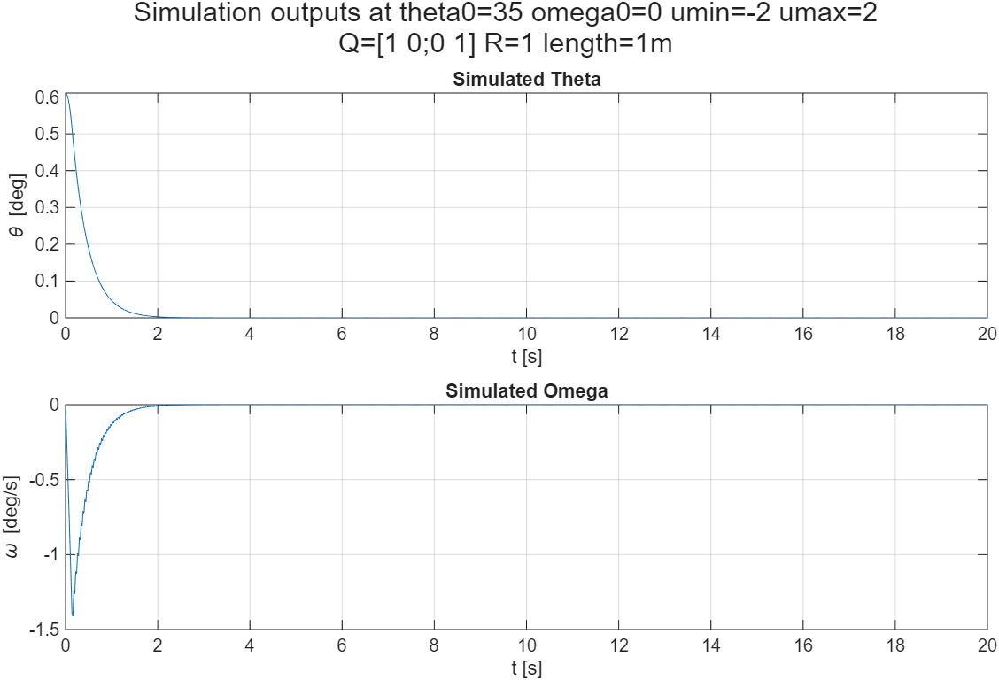 Simulation outputs at theta0=35 omega0=0 umin=-2 umax=2
Q=[1 0;0 1] R=1 length=1m
Simulated Theta
0.6
0.5
0.4
0.3
0.2
0.1
0
θ [deg]
0 2 4 6 8 10 12 14 16 18 20
t [s]
Simulated Omega
0
-0.5
-1
-1.5
ω [deg/s]
0 2 4 6 8 10 12 14 16 18 20
t [s]